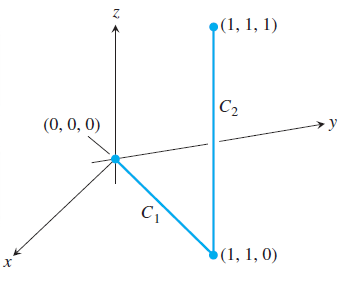 z
(1, 1, 1)
C₂
y
(0, 0, 0)
C₁
x
(1, 1, 0)